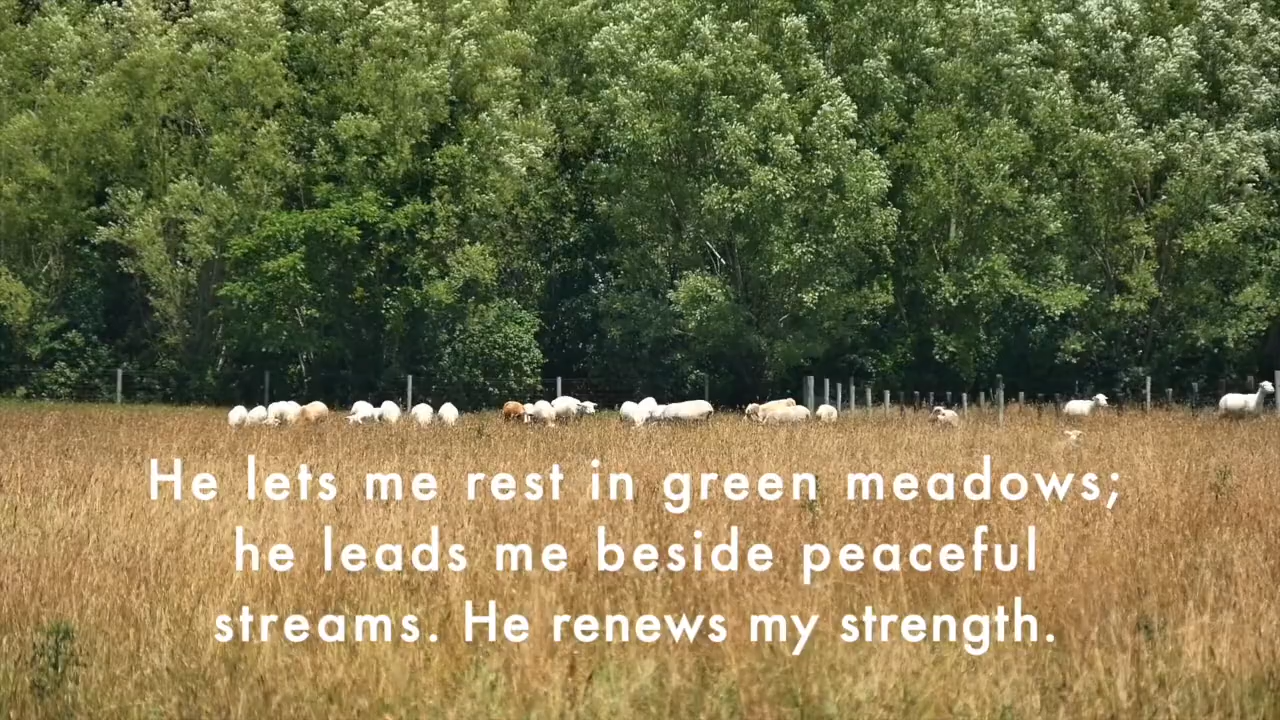 He lets me rest in green meadows;
he leads me beside peaceful
streams. He renews my strength.